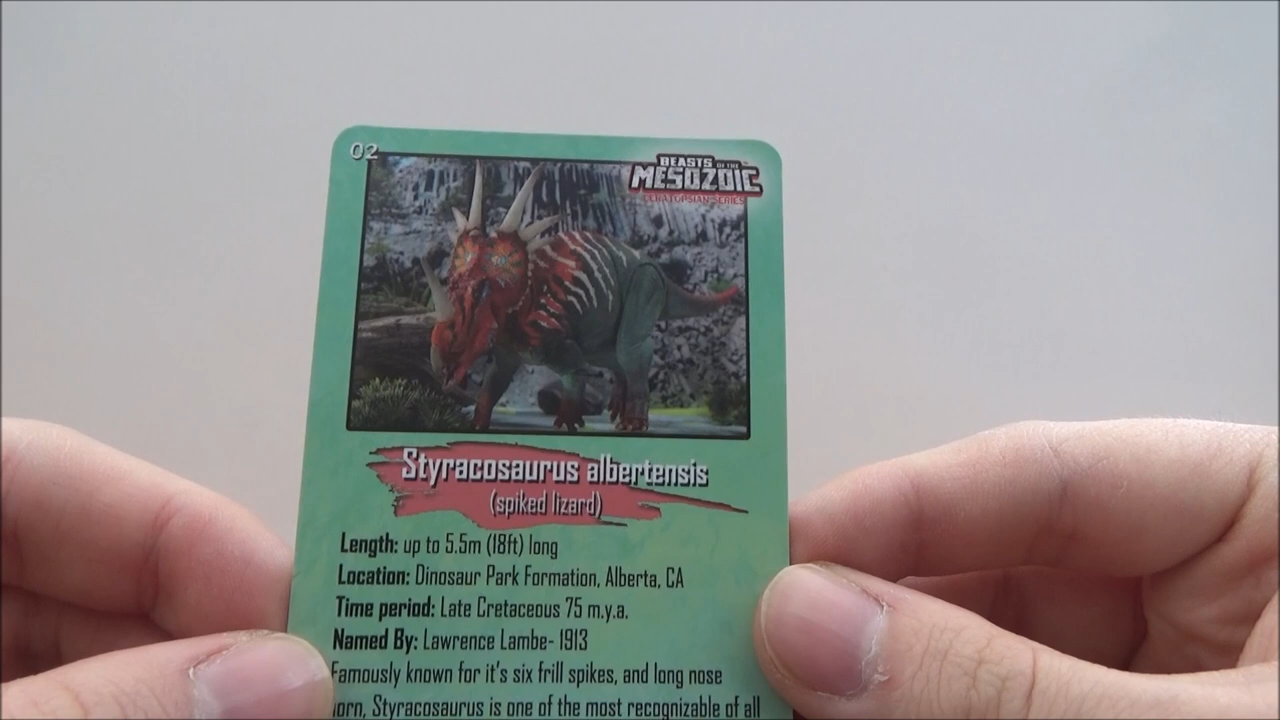 02
BEASTS OF THE
MESOZOIC
CERATOPSIAN SERIES
Styracosaurus albertensis
(spiked lizard)
Length: up to 5.5m (18ft) long
Location: Dinosaur Park Formation, Alberta, CA
Time period: Late Cretaceous 75 m.y.a.
Named By: Lawrence Lambe- 1913
Famously known for it's six frill spikes, and long nose
horn, Styracosaurus is one of the most recognizable of all